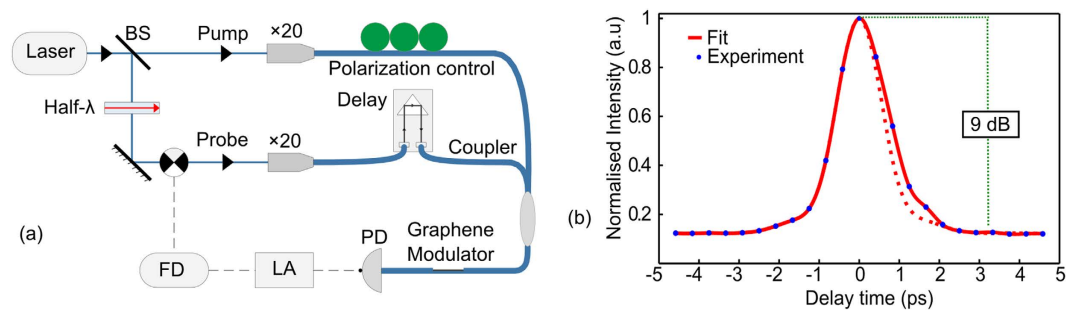 Laser
BS
Pump
×20
Polarization control
Half-λ
Delay
Probe
×20
Coupler
(a)
PD
Graphene
Modulator
FD
LA
(b)
Normalised Intensity (a.u)
1
0.8
0.6
0.4
0.2
Fit
Experiment
9 dB
-5 -4 -3 -2 -1 0 1 2 3 4 5
Delay time (ps)